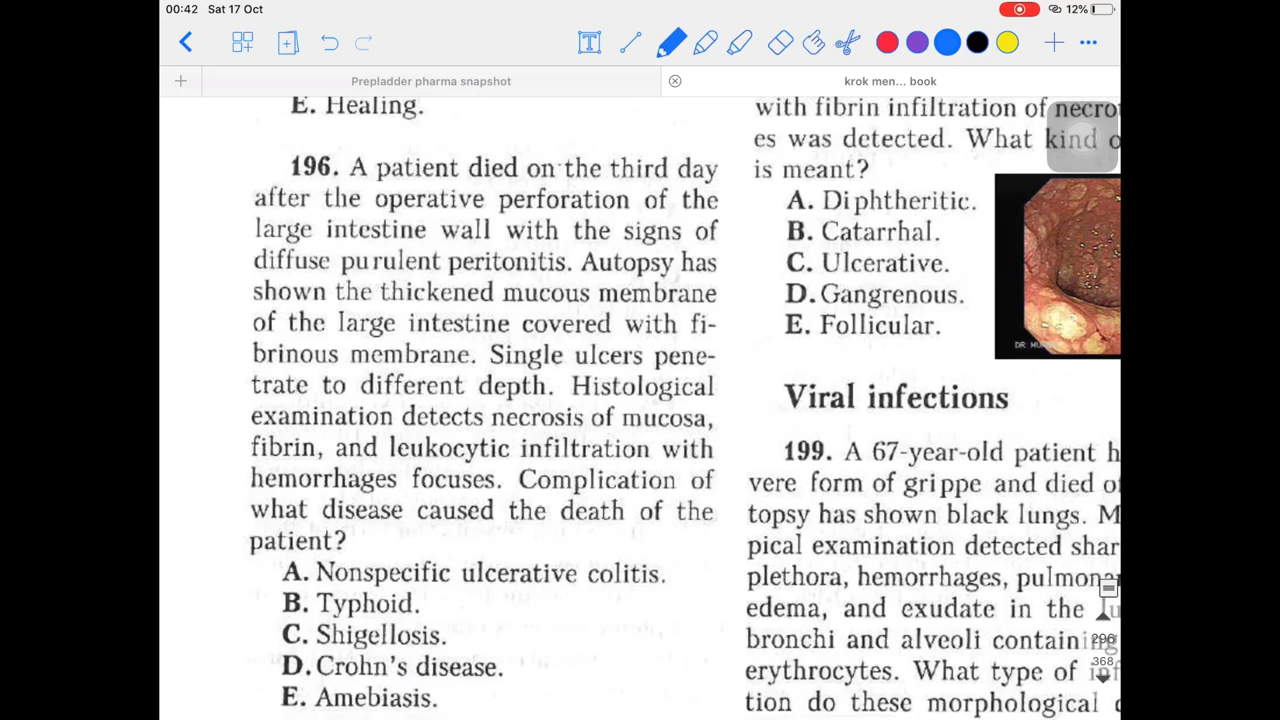 00:42 Sat 17 Oct
12%
Prepladder pharma snapshot
krok men... book
E. Healing.
196. A patient died on the third day
after the operative perforation of the
large intestine wall with the signs of
diffuse purulent peritonitis. Autopsy has
shown the thickened mucous membrane
of the large intestine covered with fi-
brinous membrane. Single ulcers pene-
trate to different depth. Histological
examination detects necrosis of mucosa,
fibrin, and leukocytic infiltration with
hemorrhages focuses. Complication of
what disease caused the death of the
patient?
A. Nonspecific ulcerative colitis.
B. Typhoid.
C. Shigellosis.
D. Crohn's disease.
E. Amebiasis.
with fibrin infiltration of
es was detected. What kind
is meant?
A. Diphtheritic.
B. Catarrhal.
C. Ulcerative.
D. Gangrenous.
E. Follicular.
DR
Viral infections
199. A 67-year-old patient
vere form of grippe and died
topsy has shown black lungs.
pical examination detected
plethora, hemorrhages,
edema, and exudate in the
bronchi and alveoli
erythrocytes. What type of
tion do these morphological
296
368